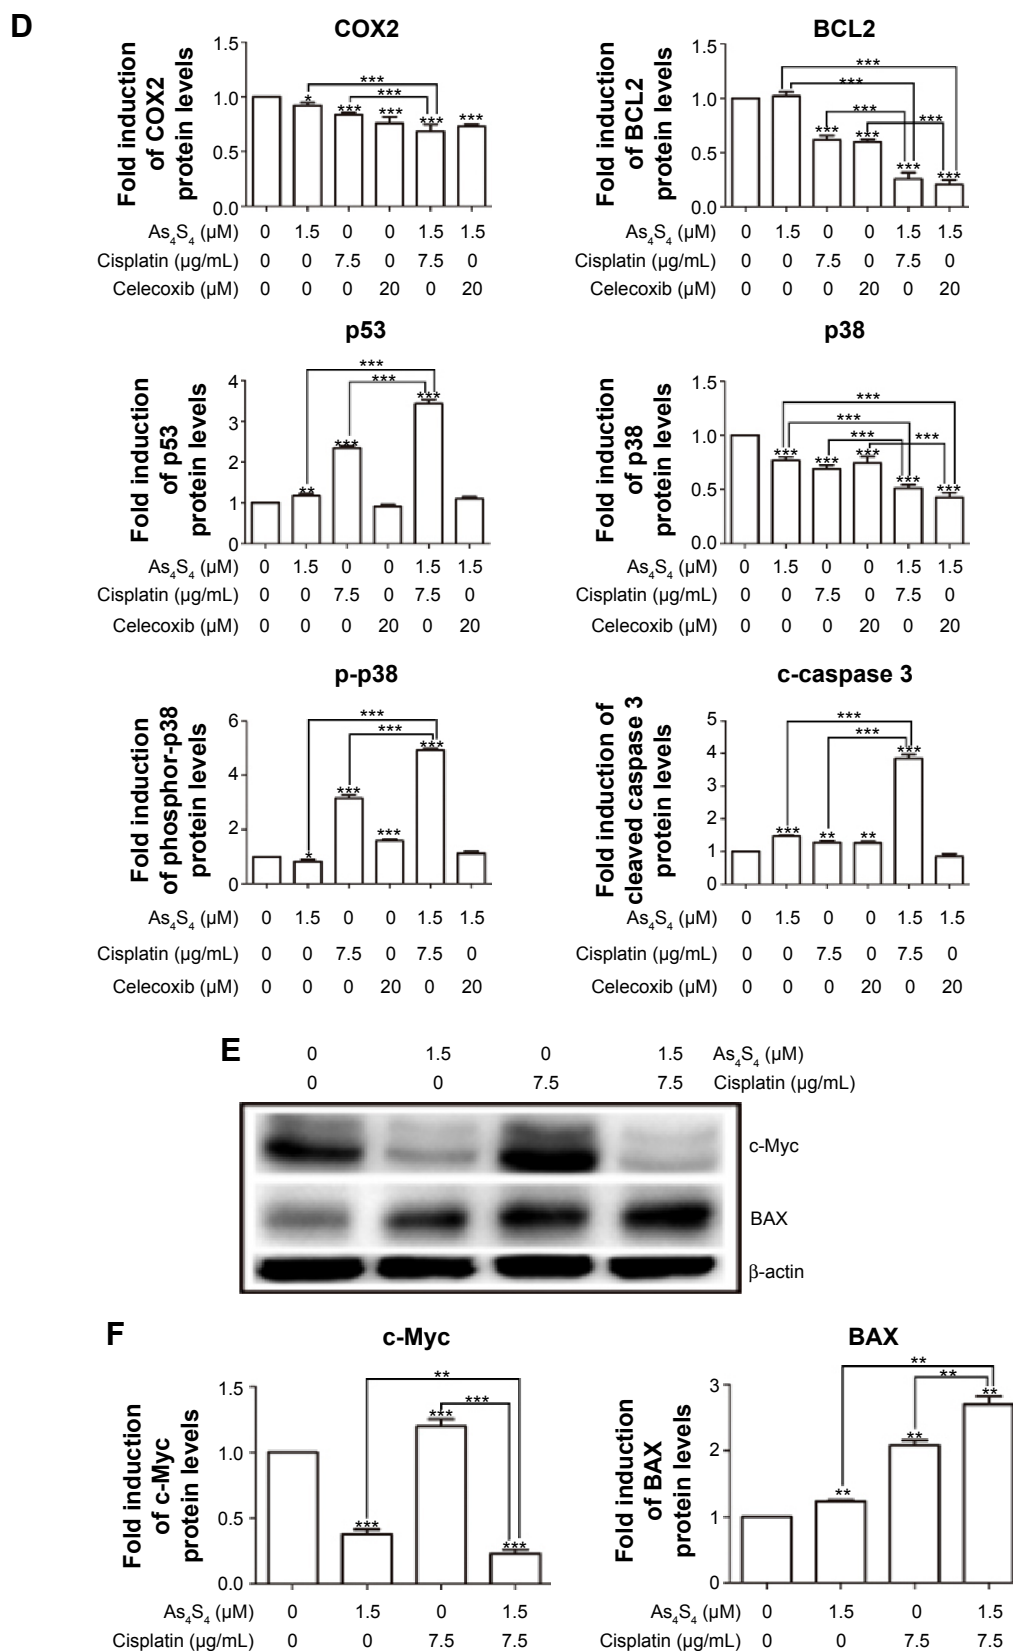 D
COX2
Fold induction
of COX2
protein levels
1.5
1.0
0.5
0.0
***
***
* *** *** *** ***
As4S4 (µM) 0 1.5 0 0 1.5 1.5
Cisplatin (µg/mL) 0 0 7.5 0 7.5 0
Celecoxib (µM) 0 0 0 20 0 20
BCL2
Fold induction
of BCL2
protein levels
1.5
1.0
0.5
0.0
***
***
***
***
*** *** *** ***
As4S4 (µM) 0 1.5 0 0 1.5 1.5
Cisplatin (µg/mL) 0 0 7.5 0 7.5 0
Celecoxib (µM) 0 0 0 20 0 20
p53
Fold induction
of p53
protein levels
4
3
2
1
0
***
***
** *** ***
As4S4 (µM) 0 1.5 0 0 1.5 1.5
Cisplatin (µg/mL) 0 0 7.5 0 7.5 0
Celecoxib (µM) 0 0 0 20 0 20
p38
Fold induction
of p38
protein levels
1.5
1.0
0.5
0.0
***
***
***
***
*** *** *** *** ***
As4S4 (µM) 0 1.5 0 0 1.5 1.5
Cisplatin (µg/mL) 0 0 7.5 0 7.5 0
Celecoxib (µM) 0 0 0 20 0 20
p-p38
Fold induction
of phosphor-p38
protein levels
6
4
2
0
***
***
* *** *** ***
As4S4 (µM) 0 1.5 0 0 1.5 1.5
Cisplatin (µg/mL) 0 0 7.5 0 7.5 0
Celecoxib (µM) 0 0 0 20 0 20
c-caspase 3
Fold induction of
cleaved caspase 3
protein levels
5
4
3
2
1
0
***
***
*** ** ** ***
As4S4 (µM) 0 1.5 0 0 1.5 1.5
Cisplatin (µg/mL) 0 0 7.5 0 7.5 0
Celecoxib (µM) 0 0 0 20 0 20
E
0 1.5 0 1.5 As4S4 (µM)
0 0 7.5 7.5 Cisplatin (µg/mL)
c-Myc
BAX
β-actin
F
c-Myc
Fold induction
of c-Myc
protein levels
1.5
1.0
0.5
0.0
**
***
*** *** ***
As4S4 (µM) 0 1.5 0 1.5
Cisplatin (µg/mL) 0 0 7.5 7.5
BAX
Fold induction
of BAX
protein levels
3
2
1
0
**
**
** ** **
As4S4 (µM) 0 1.5 0 1.5
Cisplatin (µg/mL) 0 0 7.5 7.5